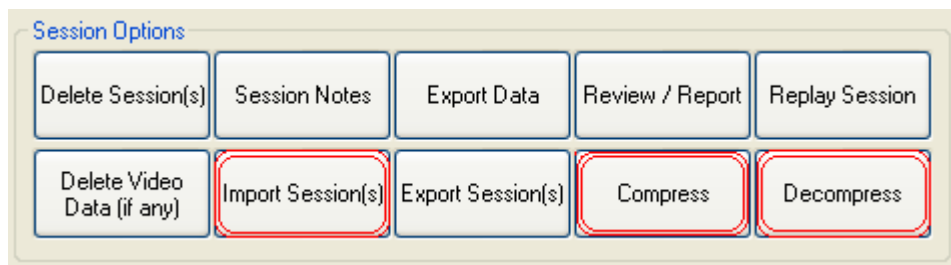 Session Options
Delete Session(s) Session Notes Export Data Review / Report Replay Session
Delete Video
Data (if any)
Import Session(s) Export Session(s) Compress Decompress